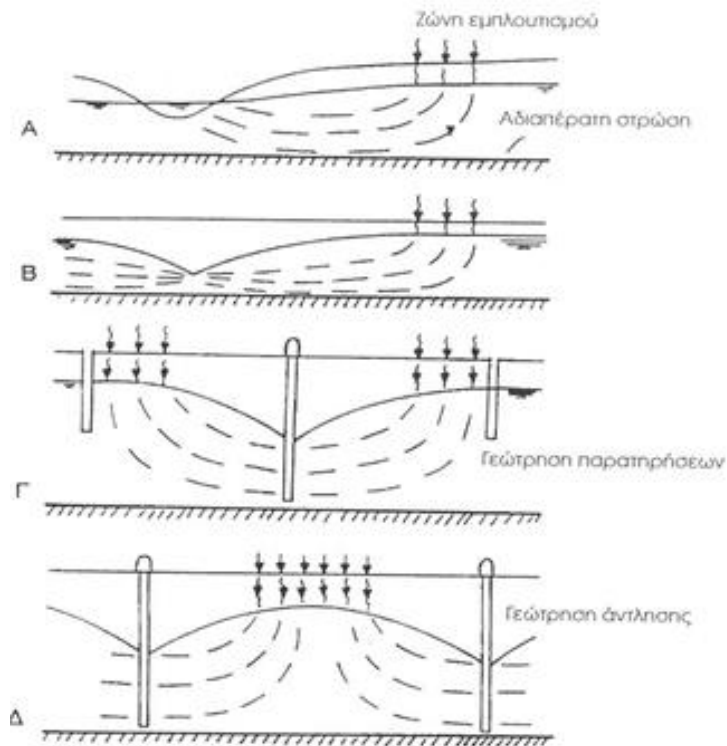 Ζώνη εμπλουτισμού
Α
Αδιαπέρατη στρώση
Β
Γεώτρηση παρατηρήσεων
Γ
Γεώτρηση άντλησης
Δ